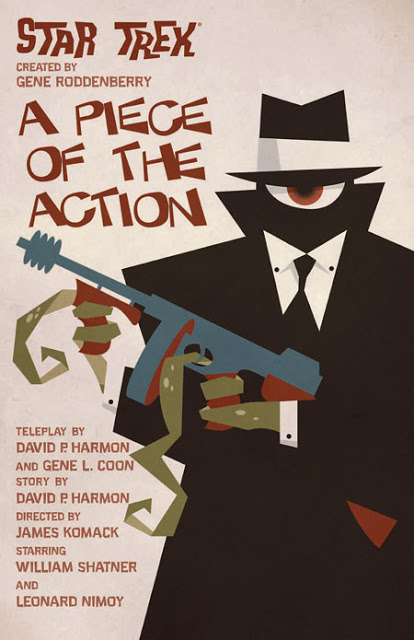 STAR TREK®
CREATED BY
GENE RODDENBERRY
A PIECE
OF THE
ACTION
TELEPLAY BY
DAVID P. HARMON
AND GENE L. COON
STORY BY
DAVID P. HARMON
DIRECTED BY
JAMES KOMACK
STARRING
WILLIAM SHATNER
AND
LEONARD NIMOY